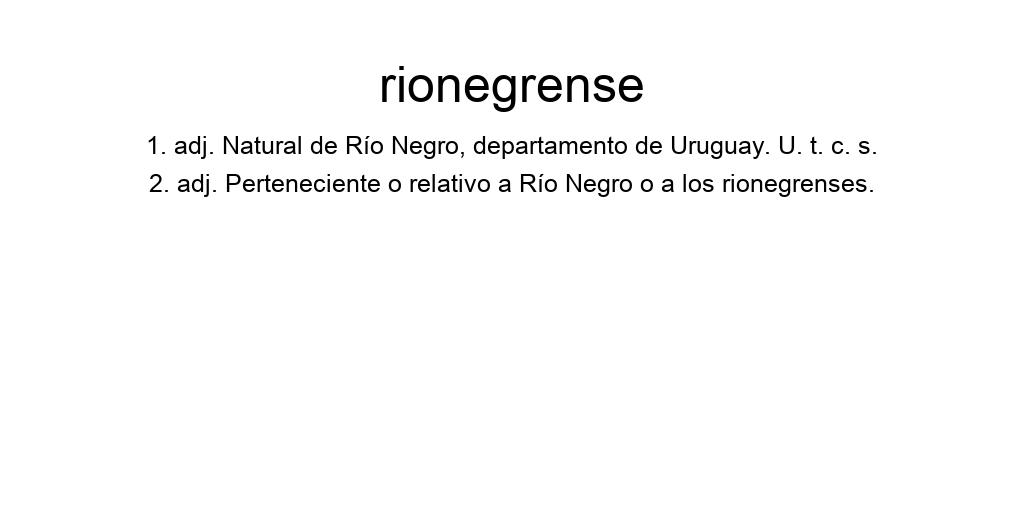 rionegrense
1. adj. Natural de Río Negro, departamento de Uruguay. U. t. c. s.
2. adj. Perteneciente o relativo a Río Negro o a los rionegrenses.